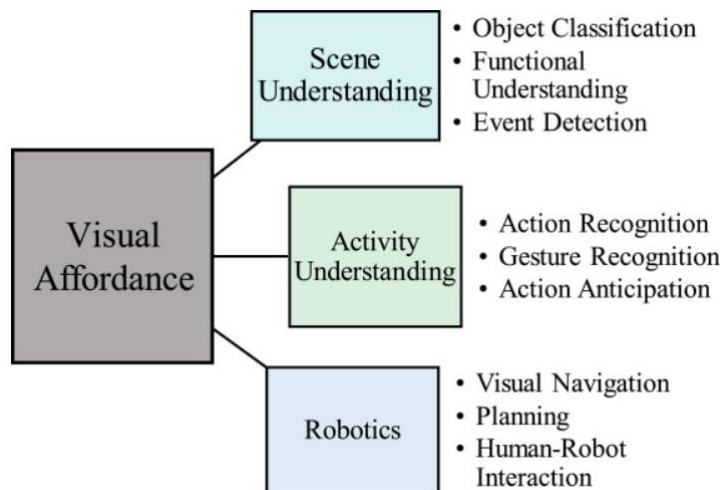 Visual
Affordance
Scene
Understanding
• Object Classification
• Functional
Understanding
• Event Detection
Activity
Understanding
• Action Recognition
• Gesture Recognition
• Action Anticipation
Robotics
• Visual Navigation
• Planning
• Human-Robot
Interaction